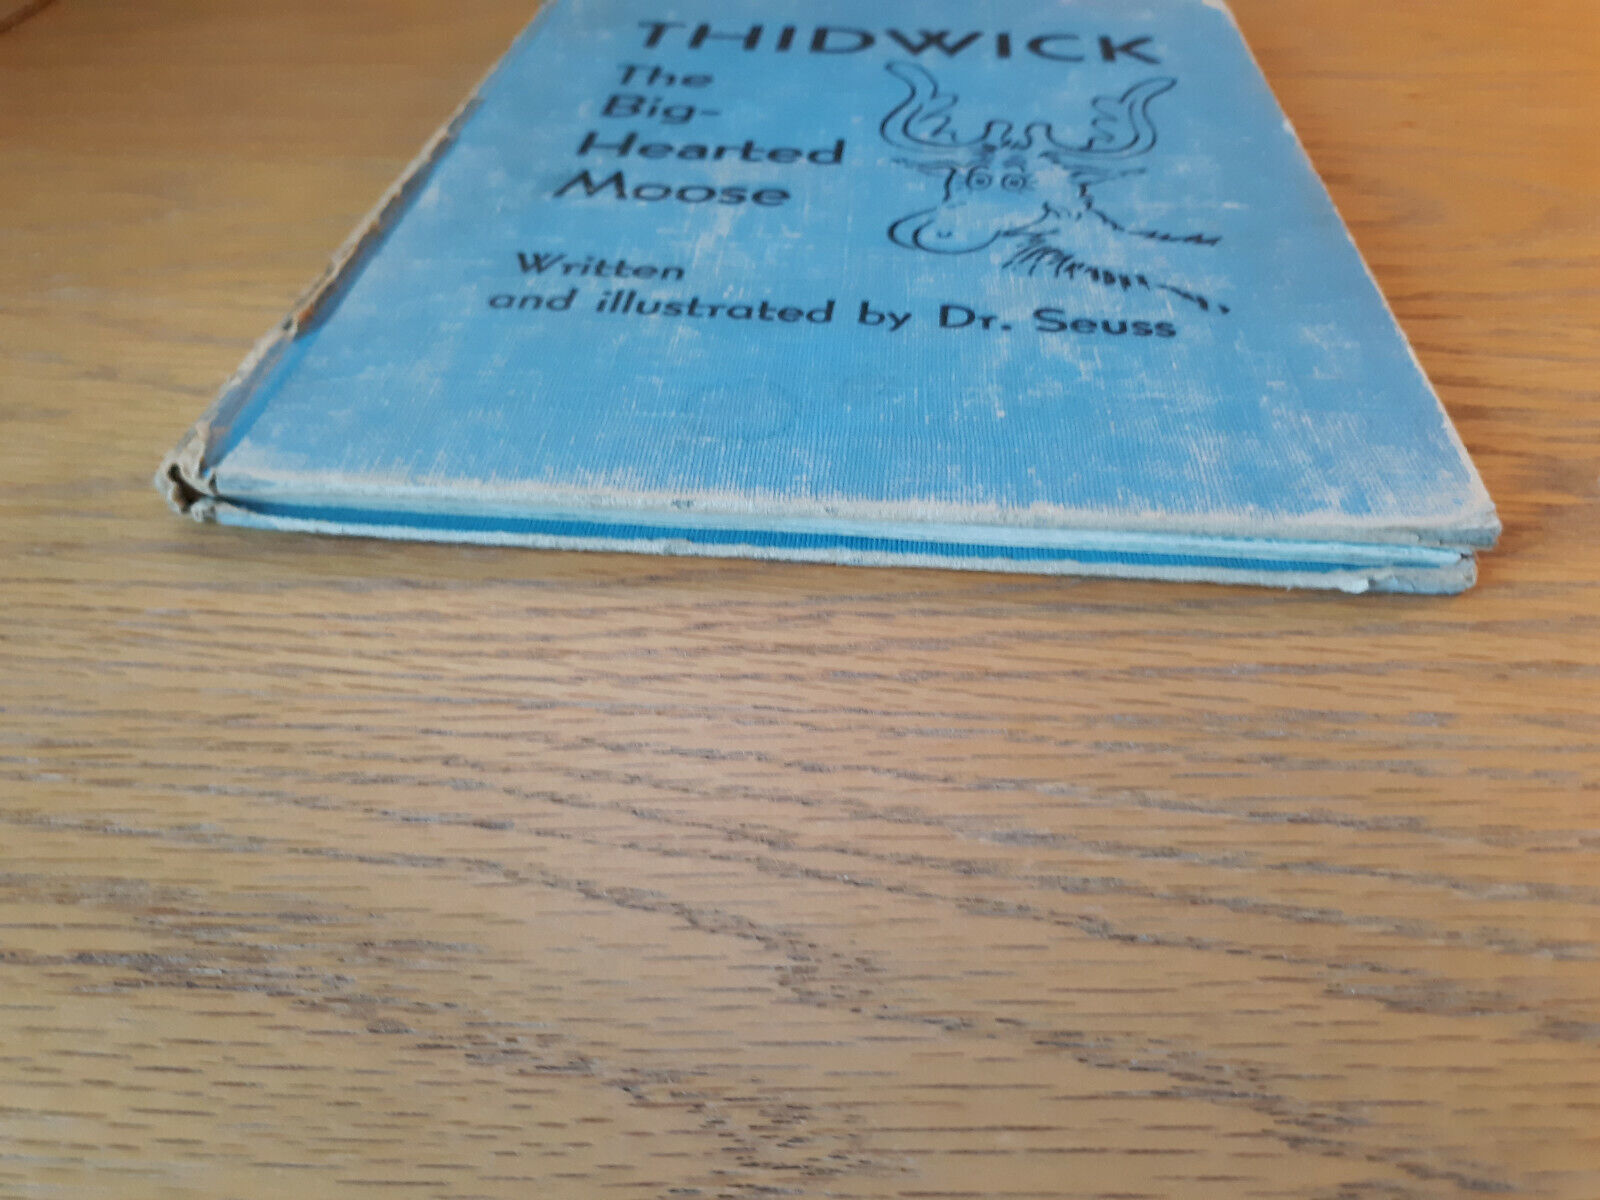 THIDWICK
The
Big-
Hearted
Moose
Written
and illustrated by Dr. Seuss